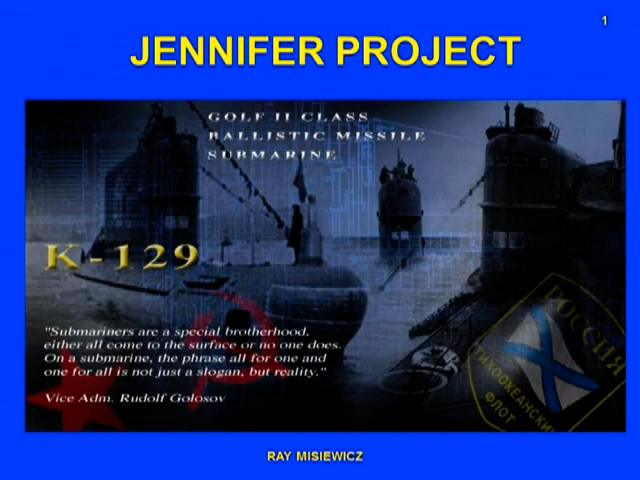 1
JENNIFER PROJECT
GOLF II CLASS
BALLISTIC MISSILE
SUBMARINE
K-129
"Submariners are a special brotherhood,
either all come to the surface or no one does.
On a submarine, the phrase all for one and
one for all is not just a slogan, but reality."
Vice Adm. Rudolf Golosov
РОССИЯ
ТИХООКЕАНСКИЙ
ФЛОТ
RAY MISIEWICZ